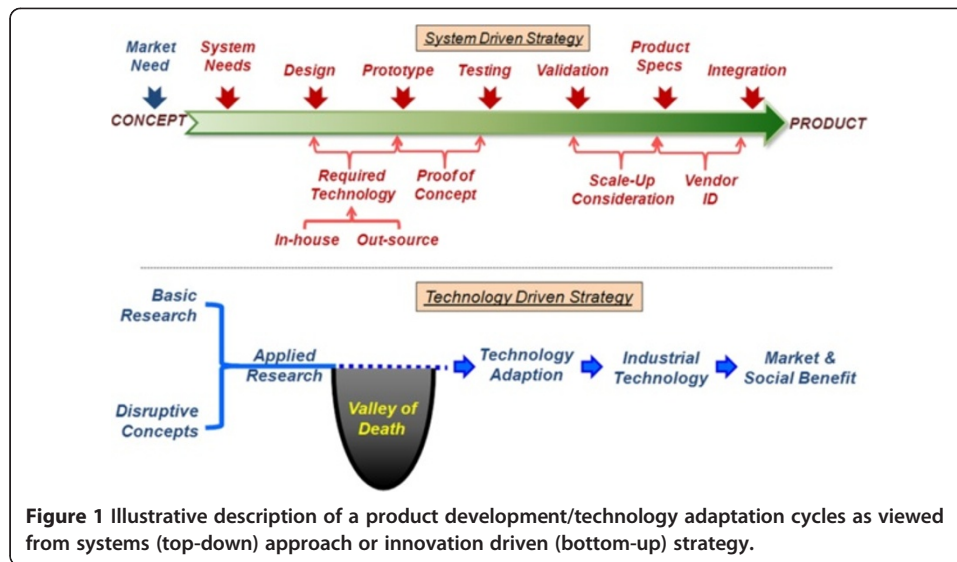 System Driven Strategy
Market
Need
System
Needs
Design
Prototype
Testing
Validation
Product
Specs
Integration
CONCEPT
PRODUCT
Required
Technology
Proof of
Concept
Scale-Up
Consideration
Vendor
ID
In-house
Out-source
Technology Driven Strategy
Basic
Research
Disruptive
Concepts
Applied
Research
Valley of
Death
Technology
Adaption
Industrial
Technology
Market &
Social Benefit
Figure 1 Illustrative description of a product development/technology adaptation cycles as viewed
from systems (top-down) approach or innovation driven (bottom-up) strategy.